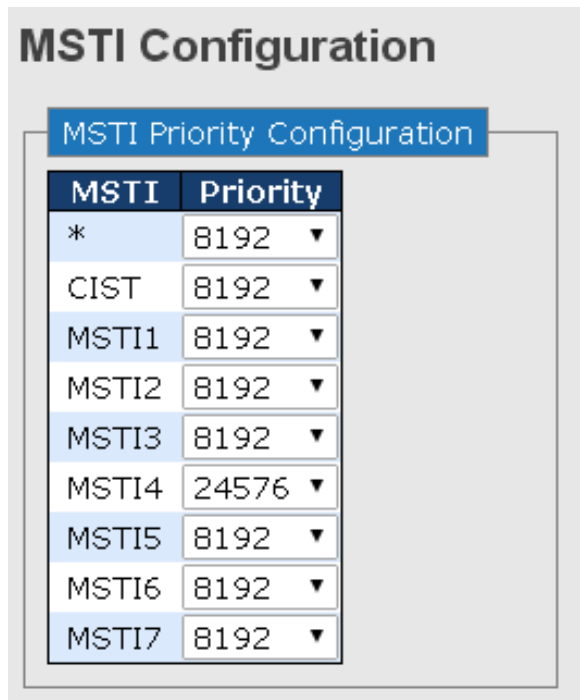 MSTI Configuration
MSTI Priority Configuration
MSTI Priority
* 8192
CIST 8192
MSTI1 8192
MSTI2 8192
MSTI3 8192
MSTI4 24576
MSTI5 8192
MSTI6 8192
MSTI7 8192